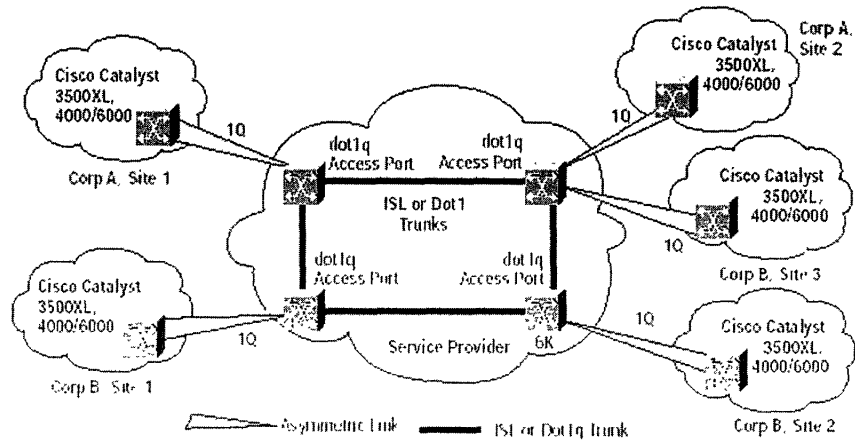 Cisco Catalyst
3500XL,
4000/6000
1Q
Corp A, Site 1
Corp A,
Site 2
Cisco Catalyst
3500XL,
4000/6000
1Q
dot1q
Access Port
dot1q
Access Port
ISL or Dot1
Trunks
Cisco Catalyst
3500XL,
4000/6000
1Q
Corp B, Site 3
dot1q
Access Port
dot1q
Access Port
Cisco Catalyst
3500XL,
4000/6000
1Q
Corp B, Site 1
Service Provider
6K
1Q
Cisco Catalyst
3500XL,
4000/6000
Corp B, Site 2
Asymmetric Link
ISL or Dot1q Trunk